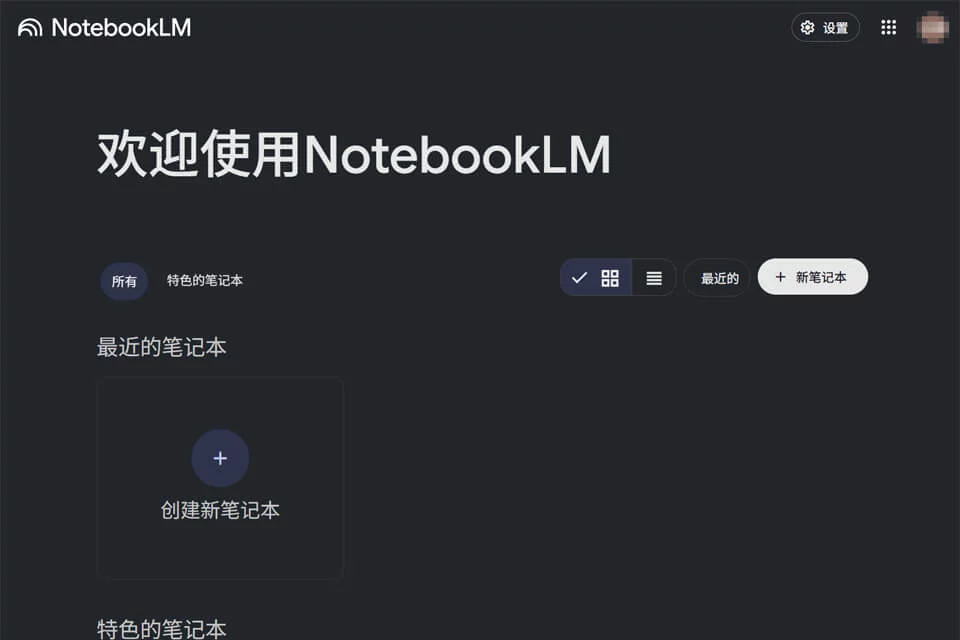 NotebookLM
设置
欢迎使用NotebookLM
所有
特色的笔记本
最近的
新笔记本
最近的笔记本
创建新笔记本
特色的笔记本